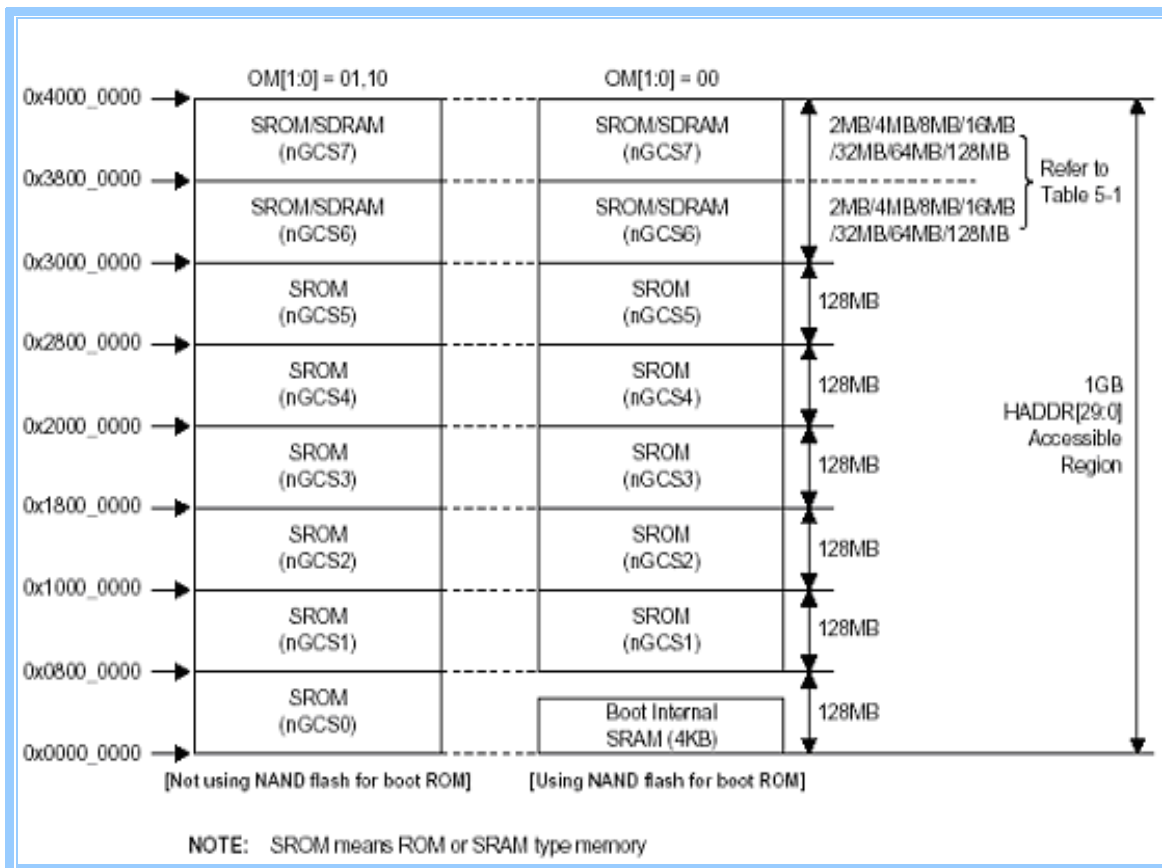 OM[1:0] = 01,10
OM[1:0] = 00
0x4000_0000
SROM/SDRAM
(nGCS7)
SROM/SDRAM
(nGCS7)
2MB/4MB/8MB/16MB
/32MB/64MB/128MB
Refer to
Table 5-1
0x3800_0000
SROM/SDRAM
(nGCS6)
SROM/SDRAM
(nGCS6)
2MB/4MB/8MB/16MB
/32MB/64MB/128MB
0x3000_0000
SROM
(nGCS5)
SROM
(nGCS5)
128MB
0x2800_0000
SROM
(nGCS4)
SROM
(nGCS4)
128MB
1GB
HADDR[29:0]
Accessible
Region
0x2000_0000
SROM
(nGCS3)
SROM
(nGCS3)
128MB
0x1800_0000
SROM
(nGCS2)
SROM
(nGCS2)
128MB
0x1000_0000
SROM
(nGCS1)
SROM
(nGCS1)
128MB
0x0800_0000
SROM
(nGCS0)
Boot Internal
SRAM (4KB)
128MB
0x0000_0000
[Not using NAND flash for boot ROM]
[Using NAND flash for boot ROM]
NOTE: SROM means ROM or SRAM type memory